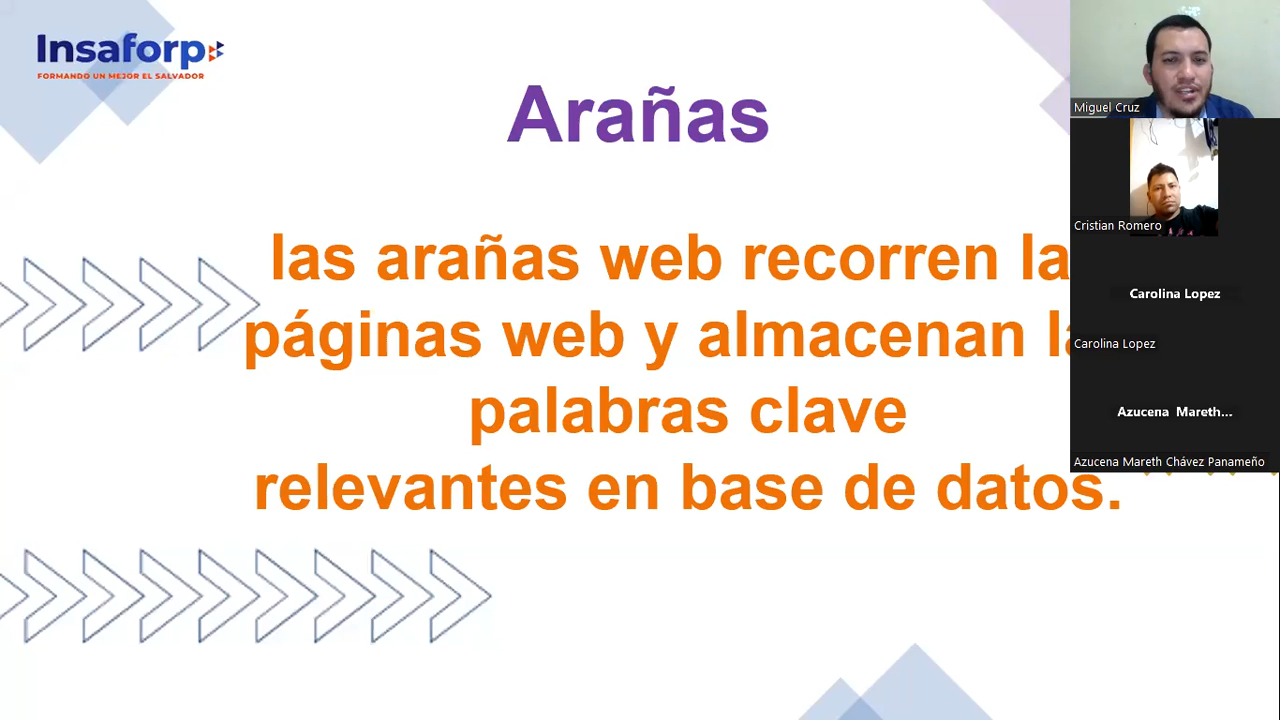 Insaforp
FORMANDO UN MEJOR EL SALVADOR
Arañas
las arañas web recorren
páginas web y almacenan
palabras clave
relevantes en base de datos.
Miguel Cruz
Cristian Romero
Carolina Lopez
Carolina Lopez
Azucena Mareth...
Azucena Mareth Chávez Panameño